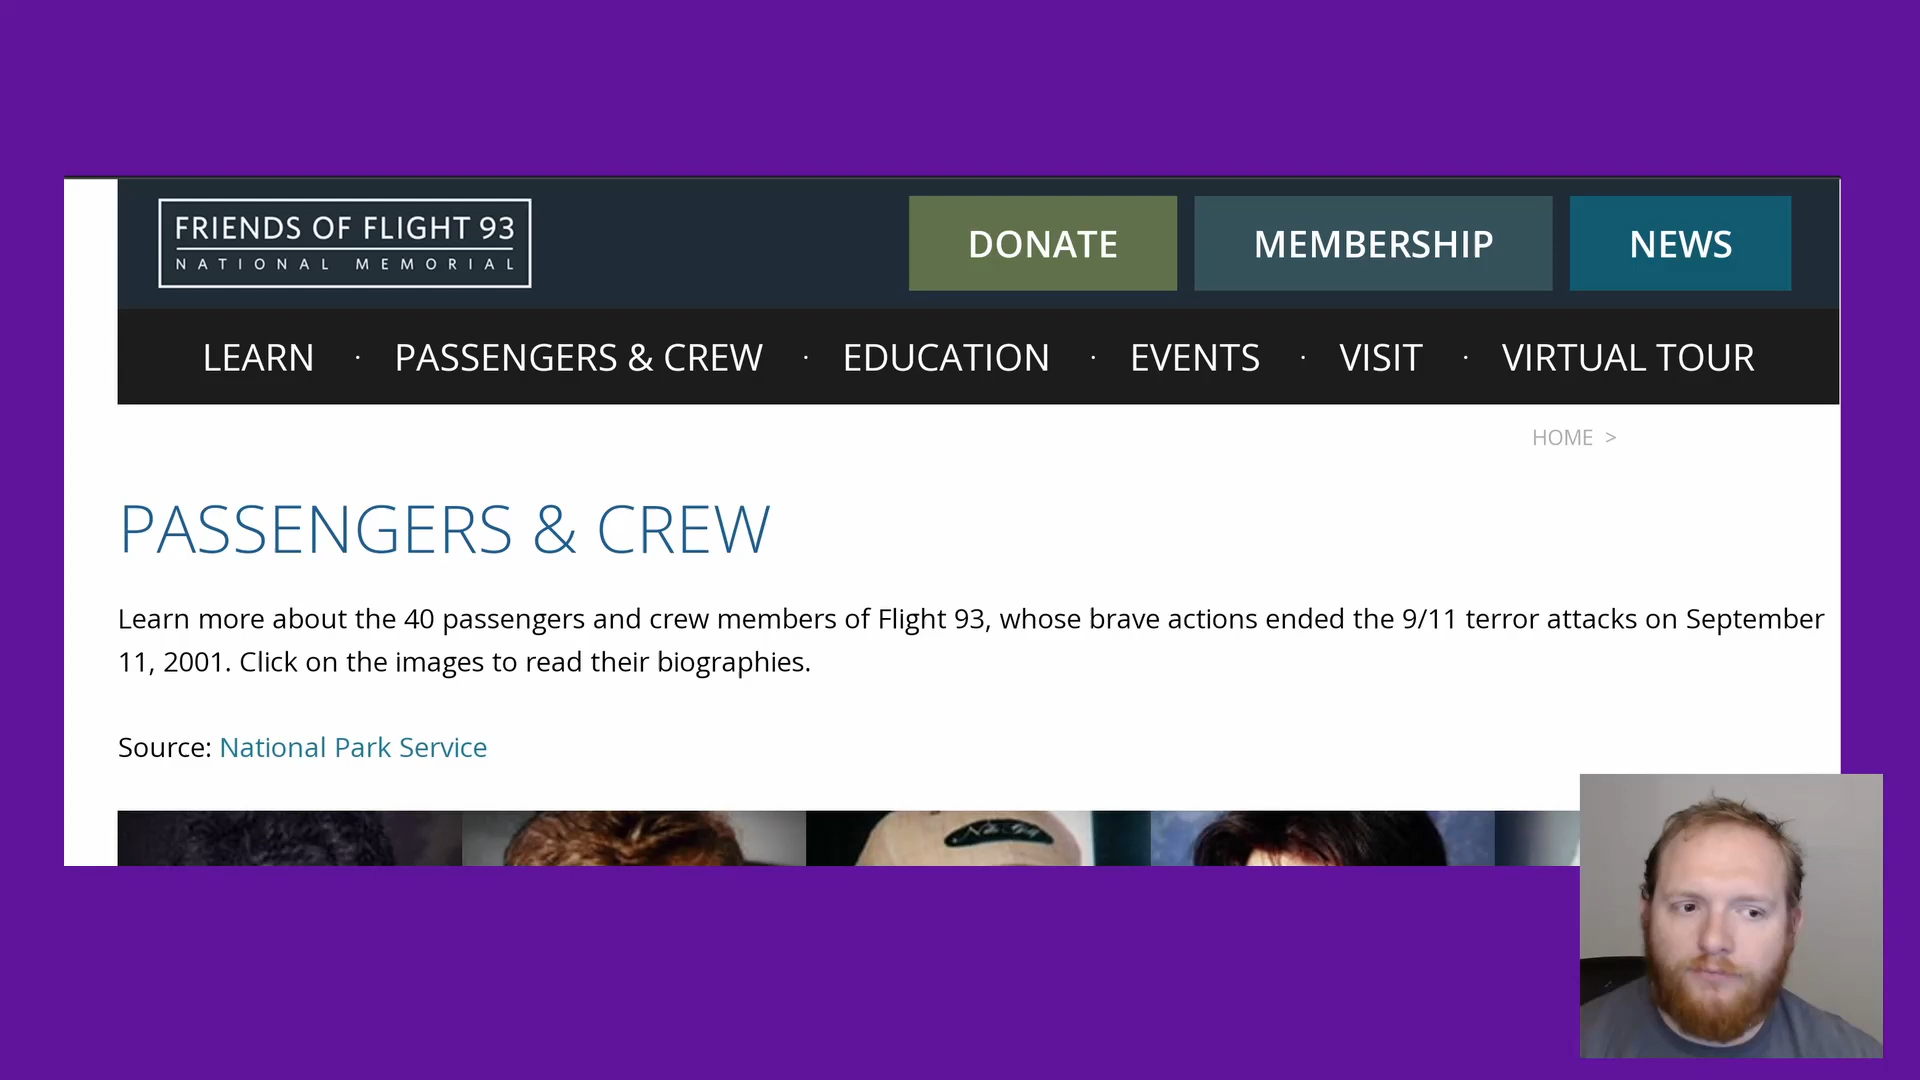 FRIENDS OF FLIGHT 93
NATIONAL MEMORIAL
DONATE
MEMBERSHIP
NEWS
LEARN · PASSENGERS & CREW · EDUCATION · EVENTS · VISIT · VIRTUAL TOUR
HOME >
PASSENGERS & CREW
Learn more about the 40 passengers and crew members of Flight 93, whose brave actions ended the 9/11 terror attacks on September
11, 2001. Click on the images to read their biographies.
Source: National Park Service